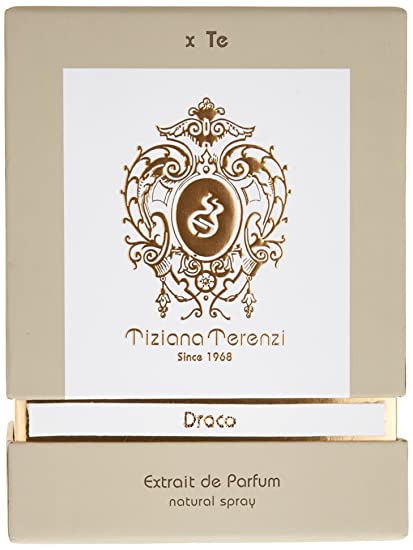 x Te
Tiziana Terenzi
Since 1968
Draco
Extrait de Parfum
natural spray